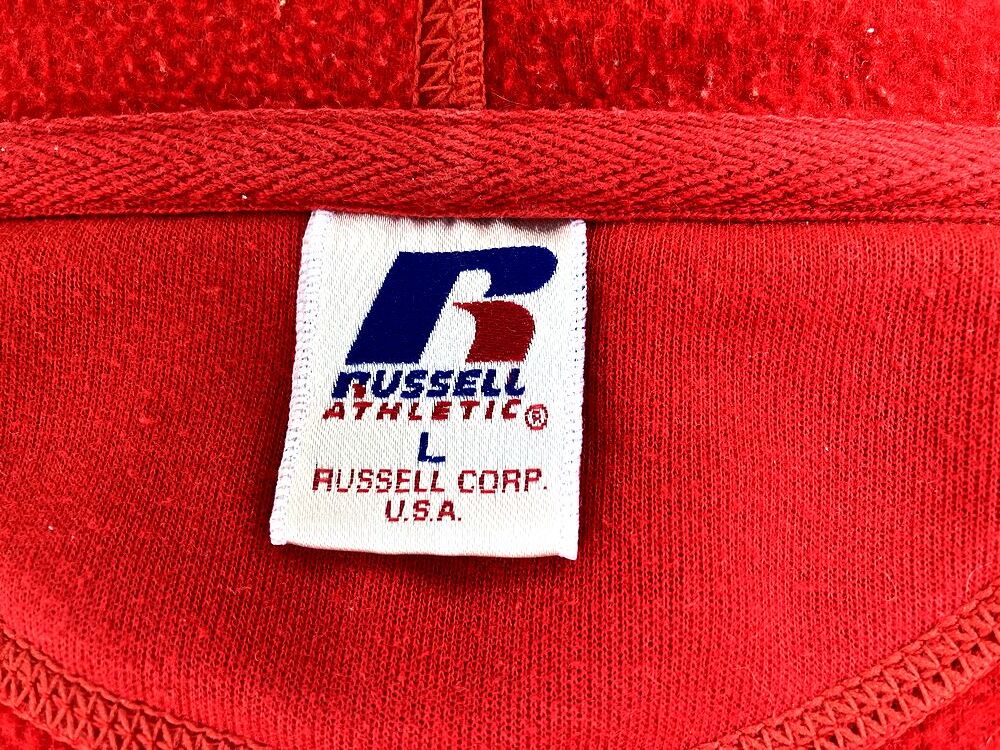 RUSSELL
ATHLETIC®
L
RUSSELL CORP.
U.S.A.